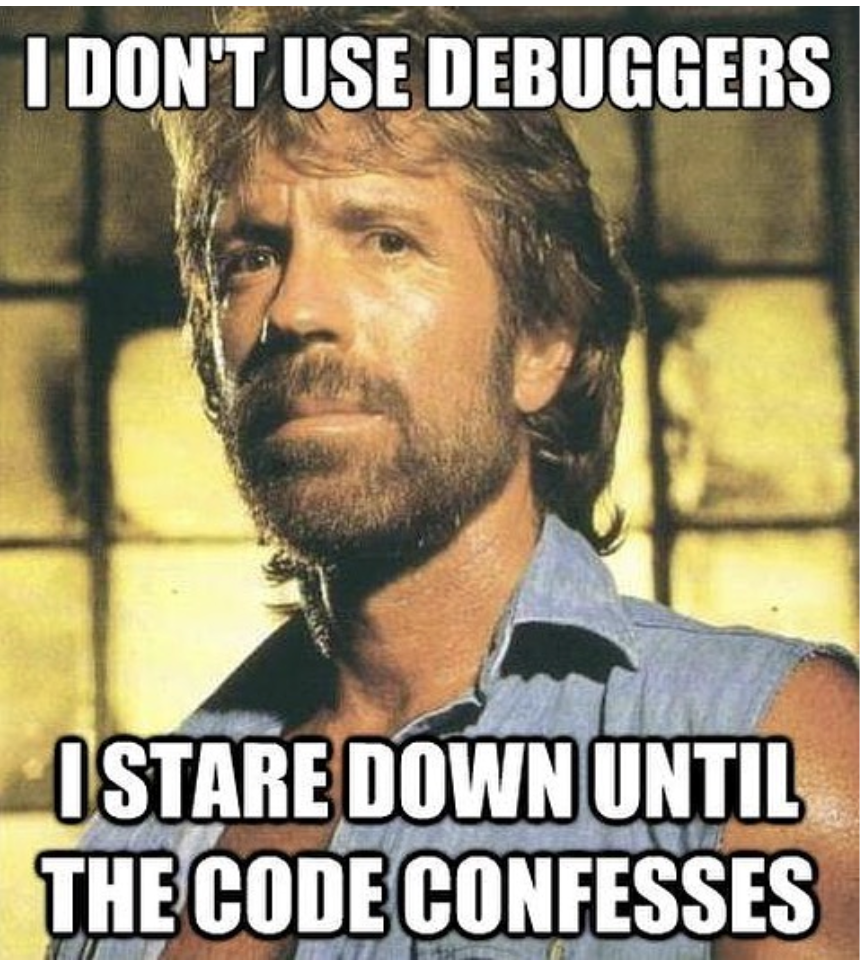 I DON'T USE DEBUGGERS
I STARE DOWN UNTIL
THE CODE CONFESSES